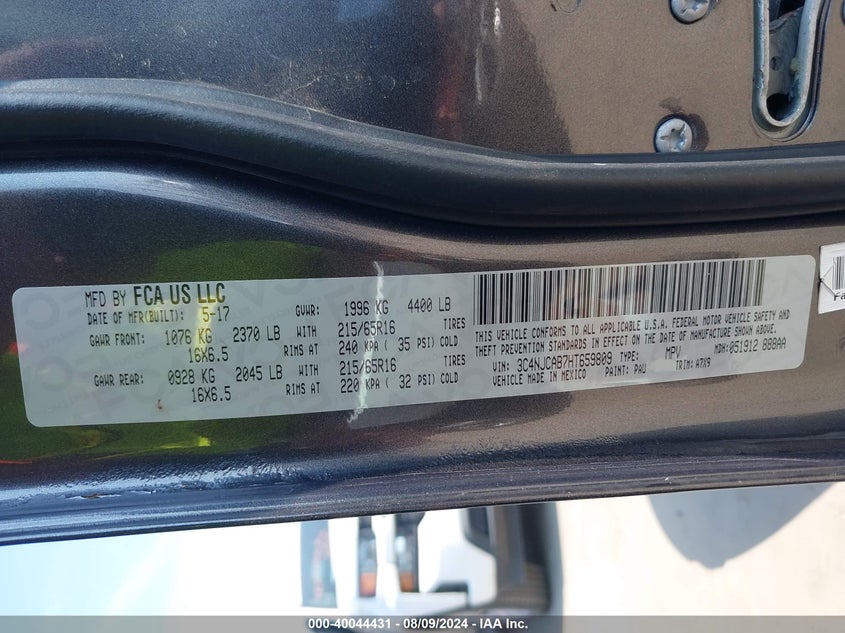 MFD BY FCA US LLC
DATE OF MFR(BUILT): 5-17 GVWR: 1996 KG 4400 LB
GAWR FRONT: 1076 KG 2370 LB WITH 215/65R16 TIRES
16X6.5 RIMS AT 240 KPA ( 35 PSI) COLD
GAWR REAR: 0928 KG 2045 LB WITH 215/65R16 TIRES
16X6.5 RIMS AT 220 KPA ( 32 PSI) COLD
THIS VEHICLE CONFORMS TO ALL APPLICABLE U.S.A. FEDERAL MOTOR VEHICLE SAFETY AND
THEFT PREVENTION STANDARDS IN EFFECT ON THE DATE OF MANUFACTURE SHOWN ABOVE.
VIN: 3C4NJCAB7HT659809 TYPE: MPV MDH: 051912 888AA
VEHICLE MADE IN MEXICO PAINT: PAU TRIM: A7X9
000-40044431 - 08/09/2024 - IAA Inc.